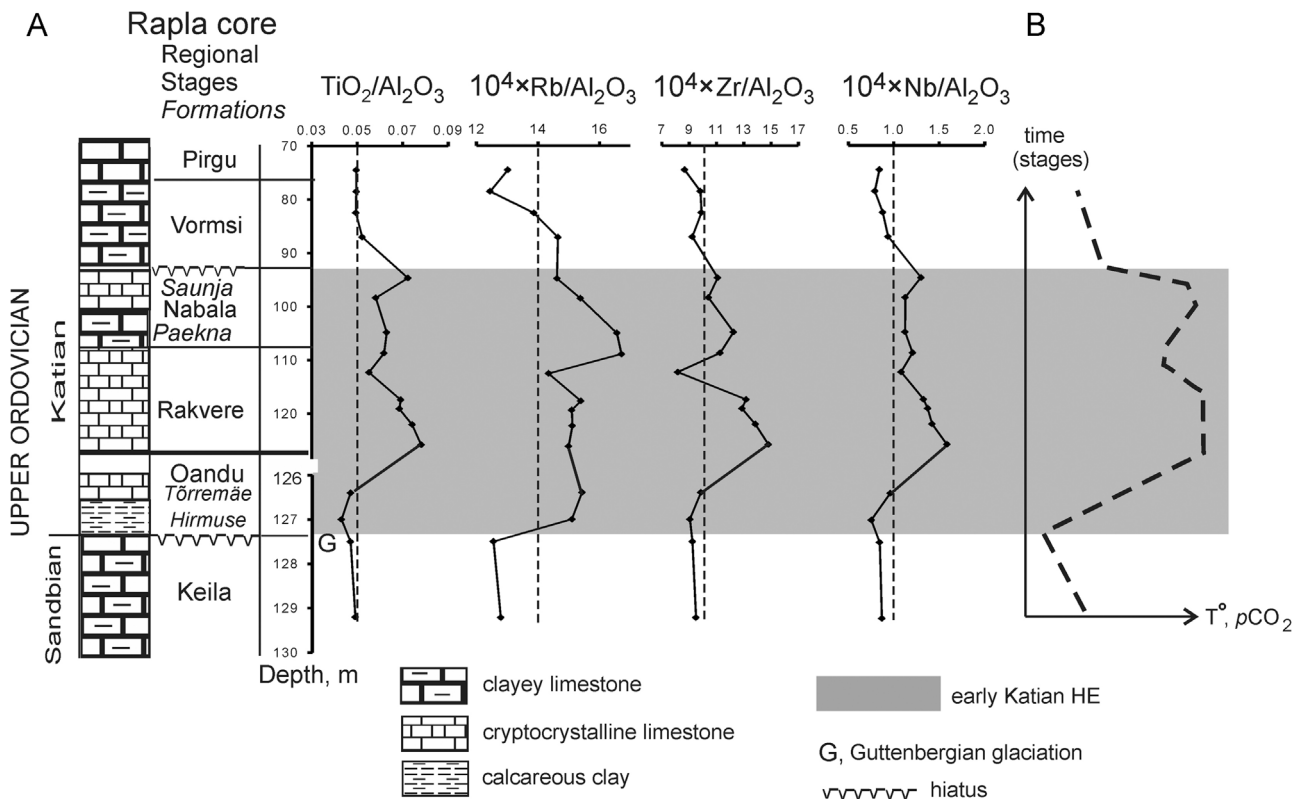 A
Rapla core
B
Regional
Stages
Formations
TiO₂/Al₂O₃
10⁴×Rb/Al₂O₃
10⁴×Zr/Al₂O₃
10⁴×Nb/Al₂O₃
0.03 0.05 0.07 0.09
12 14 16
7 9 11 13 15 17
0.5 1.0 1.5 2.0
time
(stages)
70
Pirgu
80
Vormsi
90
Saunja
100
Nabala
Paekna
110
Rakvere
120
Oandu
126
Tõrremäe
Hirmuse
127
G
128
Keila
129
130
Depth, m
UPPER ORDOVICIAN
Katian
Sandbian
T°, pCO₂
clayey limestone
cryptocrystalline limestone
calcareous clay
early Katian HE
G, Guttenbergian glaciation
hiatus